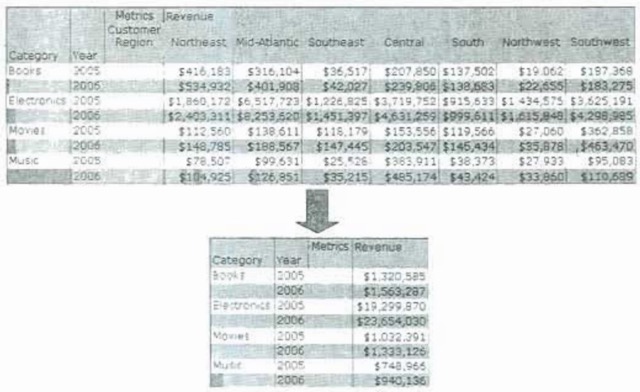 Metrics Revenue
Customer Region Northeast Mid-Atlantic Southeast Central South Northwest Southwest
Category Year
Books 2005 $416,183 $316,104 $36,517 $207,850 $137,502 $19,062 $187,368
2006 $534,932 $401,908 $42,027 $239,806 $138,683 $22,655 $183,275
Electronics 2005 $1,860,172 $6,517,723 $1,226,825 $3,719,752 $915,633 $1,434,575 $3,625,191
2006 $2,403,311 $8,253,620 $1,451,397 $4,631,259 $999,611 $1,615,848 $4,298,985
Movies 2005 $112,560 $138,611 $118,179 $153,556 $119,566 $27,060 $362,858
2006 $148,785 $188,567 $147,445 $203,547 $145,434 $35,878 $463,470
Music 2005 $78,507 $99,631 $25,528 $383,911 $38,373 $27,933 $95,083
2006 $104,925 $126,851 $35,215 $485,174 $43,424 $33,860 $110,689
Metrics Revenue
Category Year
Books 2005 $1,320,585
2006 $1,563,287
Electronics 2005 $19,299,870
2006 $23,654,030
Movies 2005 $1,032,391
2006 $1,333,126
Music 2005 $748,966
2006 $940,136